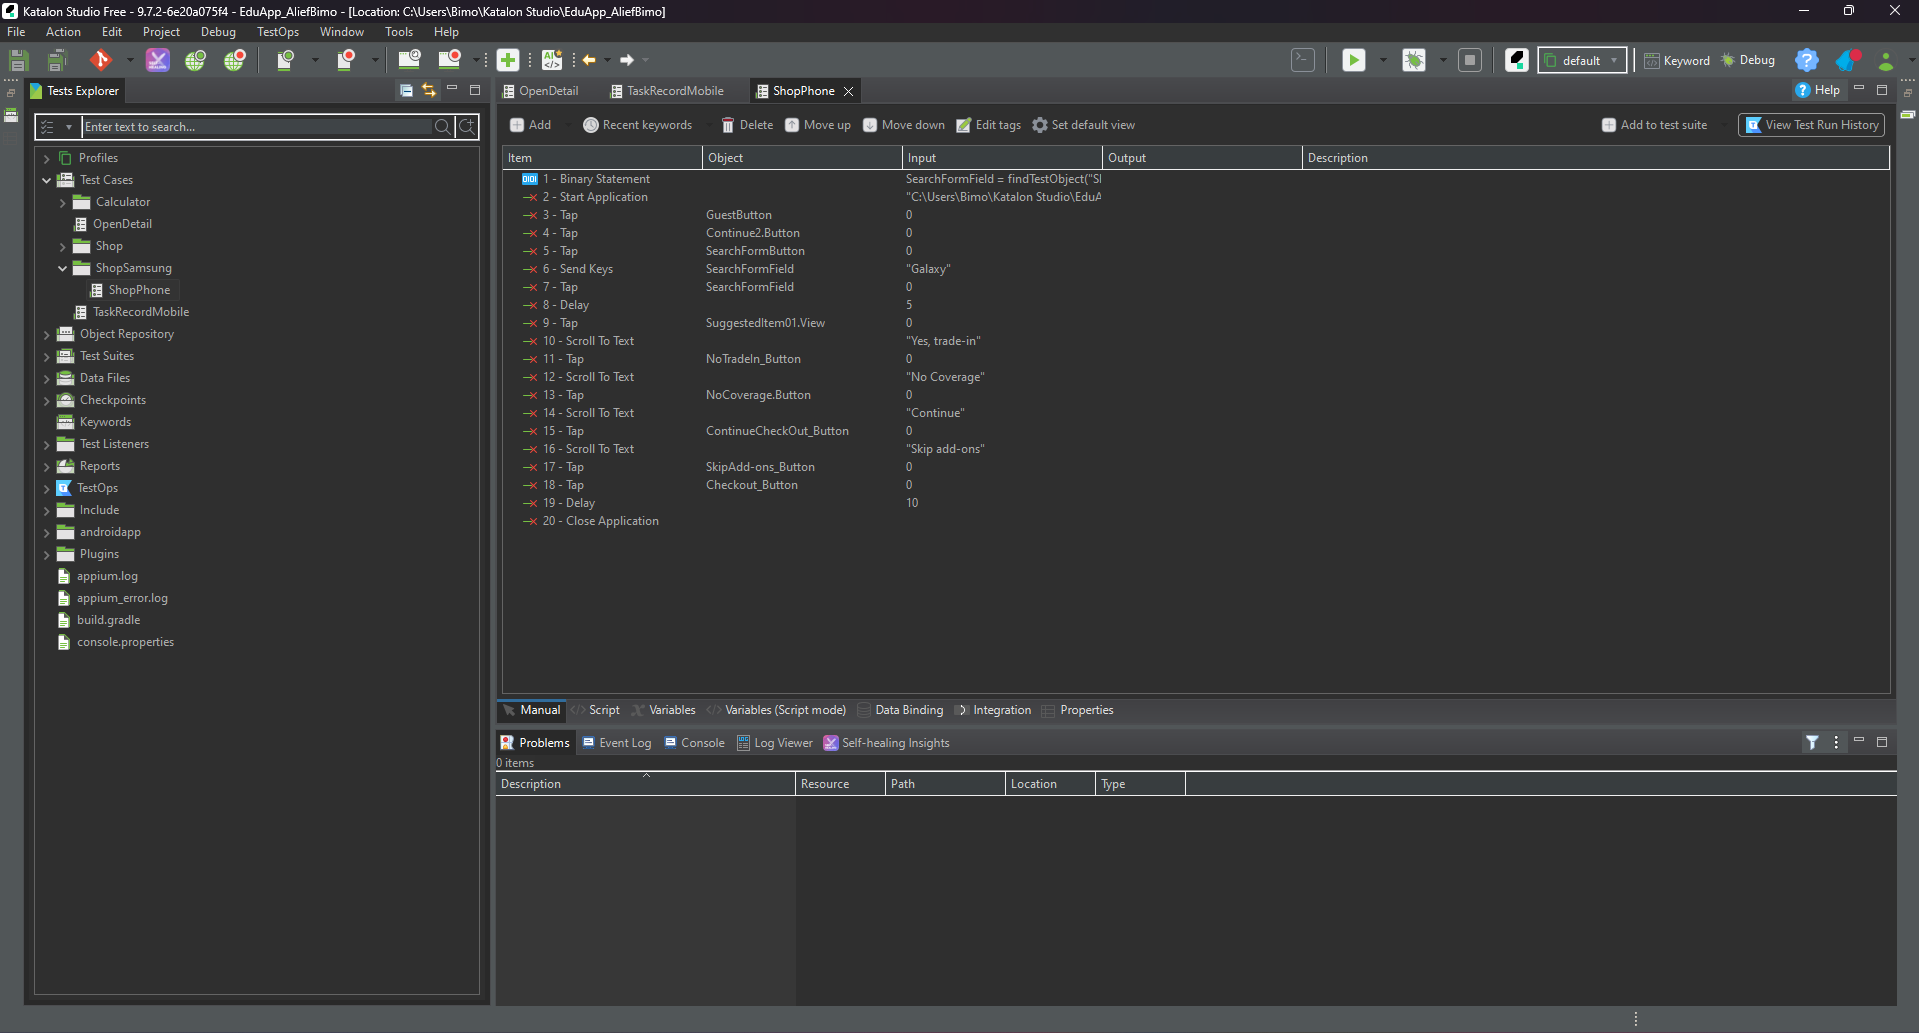 Katalon Studio Free - 9.7.2-6e20a075f4 - EduApp_AliefBimo - [Location: C:\Users\Bimo\Katalon Studio\EduApp_AliefBimo]
File Action Edit Project Debug TestOps Window Tools Help
default Keyword Debug
Tests Explorer
Enter text to search...
Profiles
Test Cases
Calculator
OpenDetail
Shop
ShopSamsung
ShopPhone
TaskRecordMobile
Object Repository
Test Suites
Data Files
Checkpoints
Keywords
Test Listeners
Reports
TestOps
Include
androidapp
Plugins
appium.log
appium_error.log
build.gradle
console.properties
OpenDetail TaskRecordMobile ShopPhone Help
Add Recent keywords Delete Move up Move down Edit tags Set default view Add to test suite View Test Run History
Item Object Input Output Description
1 - Binary Statement SearchFormField = findTestObject("Sl
2 - Start Application "C:\Users\Bimo\Katalon Studio\EduA
3 - Tap GuestButton 0
4 - Tap Continue2.Button 0
5 - Tap SearchFormButton 0
6 - Send Keys SearchFormField "Galaxy"
7 - Tap SearchFormField 0
8 - Delay 5
9 - Tap SuggestedItem01.View 0
10 - Scroll To Text "Yes, trade-in"
11 - Tap NoTradeIn_Button 0
12 - Scroll To Text "No Coverage"
13 - Tap NoCoverage.Button 0
14 - Scroll To Text "Continue"
15 - Tap ContinueCheckOut_Button 0
16 - Scroll To Text "Skip add-ons"
17 - Tap SkipAdd-ons_Button 0
18 - Tap Checkout_Button 0
19 - Delay 10
20 - Close Application
Manual Script Variables Variables (Script mode) Data Binding Integration Properties
Problems Event Log Console Log Viewer Self-healing Insights
0 items
Description Resource Path Location Type